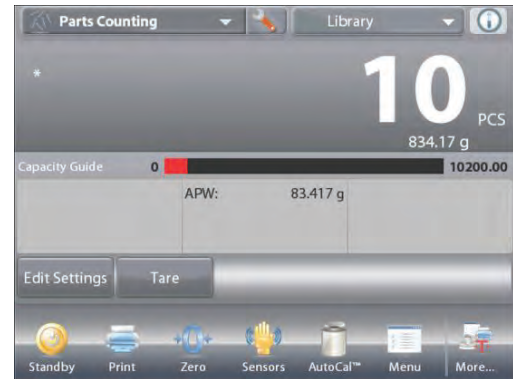 Parts Counting Library
*
10 PCS
834.17 g
Capacity Guide 0 10200.00
APW: 83.417 g
Edit Settings Tare
Standby Print Zero Sensors AutoCal™ Menu More...